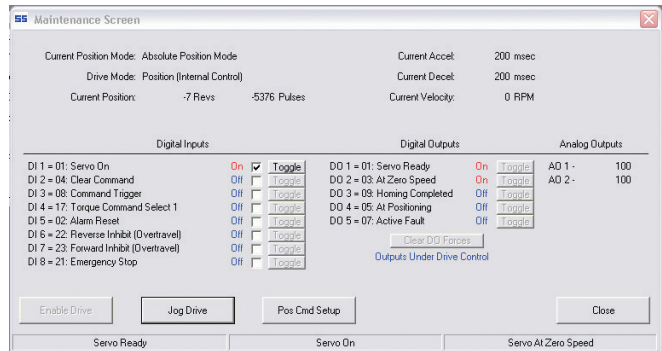 SS Maintenance Screen
Current Position Mode: Absolute Position Mode Current Accel: 200 msec
Drive Mode: Position (Internal Control) Current Decel: 200 msec
Current Position: -7 Revs -5376 Pulses Current Velocity: 0 RPM
Digital Inputs Digital Outputs Analog Outputs
DI 1 = 01: Servo On On Toggle DO 1 = 01: Servo Ready On Toggle AO 1 - 100
DI 2 = 04: Clear Command Off Toggle DO 2 = 03: At Zero Speed On Toggle AO 2 - 100
DI 3 = 08: Command Trigger Off Toggle DO 3 = 09: Homing Completed Off Toggle
DI 4 = 17: Torque Command Select 1 Off Toggle DO 4 = 05: At Positioning Off Toggle
DI 5 = 02: Alarm Reset Off Toggle DO 5 = 07: Active Fault Off Toggle
DI 6 = 22: Reverse Inhibit (Overtravel) Off Toggle Clear DO Forces
DI 7 = 23: Forward Inhibit (Overtravel) Off Toggle Outputs Under Drive Control
DI 8 = 21: Emergency Stop Off Toggle
Enable Drive Jog Drive Pos Cmd Setup Close
Servo Ready Servo On Servo At Zero Speed